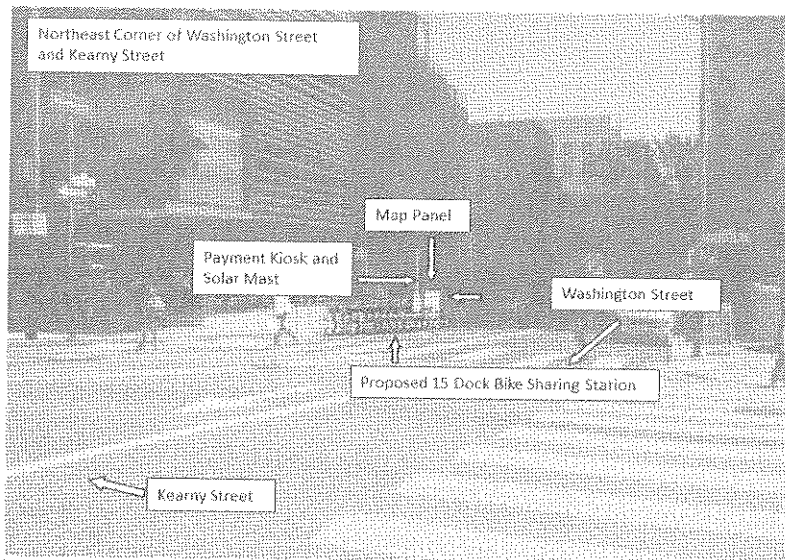 Northeast Corner of Washington Street
and Kearny Street
Map Panel
Payment Kiosk and
Solar Mast
Washington Street
Proposed 15 Dock Bike Sharing Station
Kearny Street